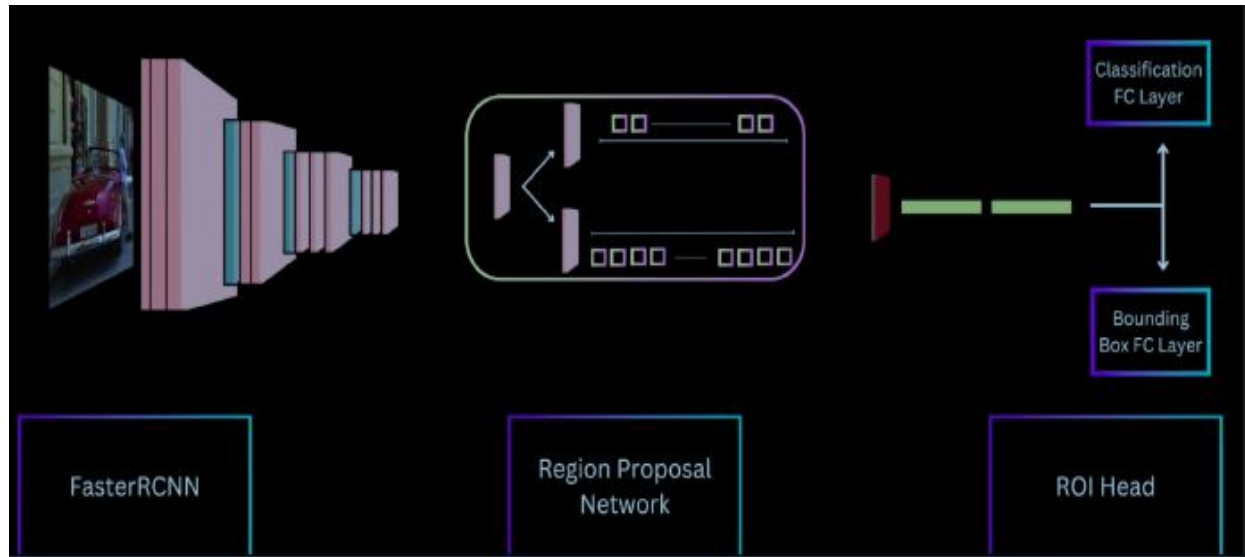 Classification
FC Layer
Bounding
Box FC Layer
FasterRCNN
Region Proposal
Network
ROI Head